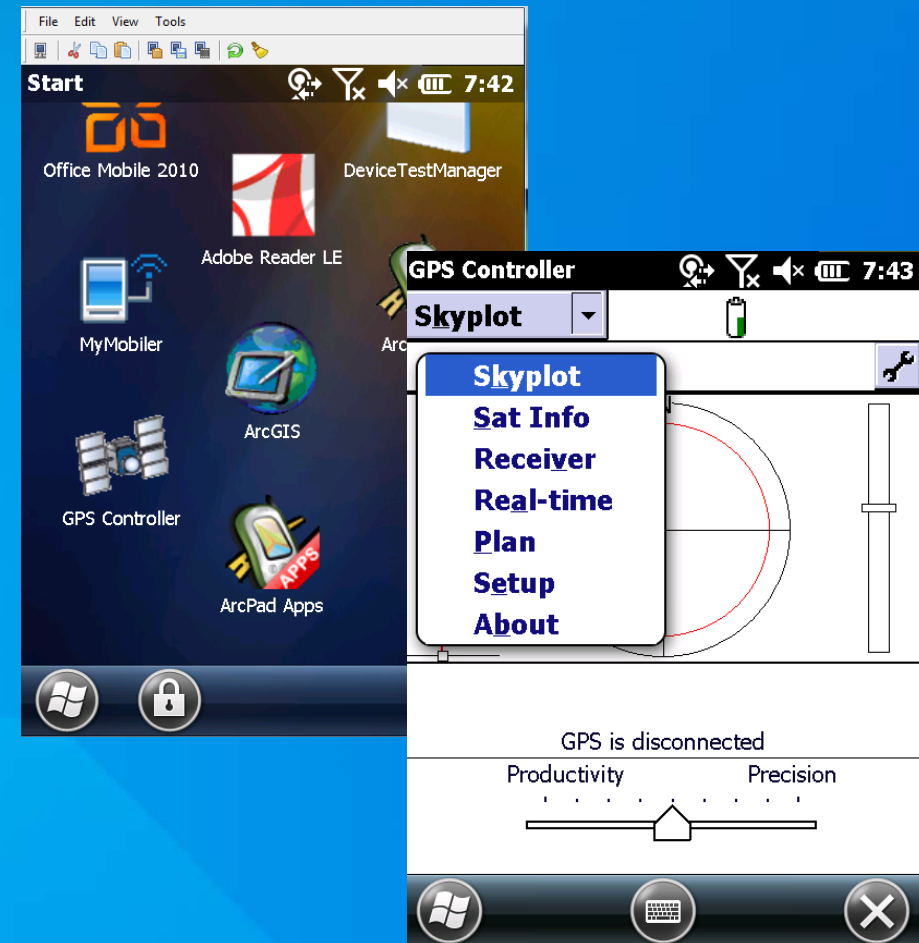 File Edit View Tools
Start 7:42
Office Mobile 2010
DeviceTestManager
Adobe Reader LE
MyMobiler
Arc
ArcGIS
GPS Controller
APPS
ArcPad Apps
GPS Controller 7:43
Skyplot
Skyplot
Sat Info
Receiver
Real-time
Plan
Setup
About
GPS is disconnected
Productivity Precision